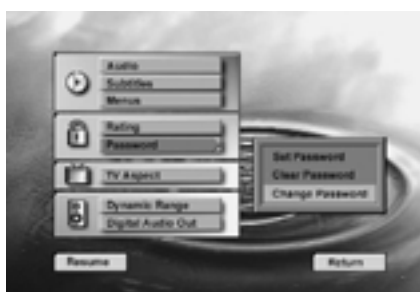 Audio
Subtitles
Menus
Rating
Password
TV Aspect
Dynamic Range
Digital Audio Out
Set Password
Clear Password
Change Password
Resume
Return